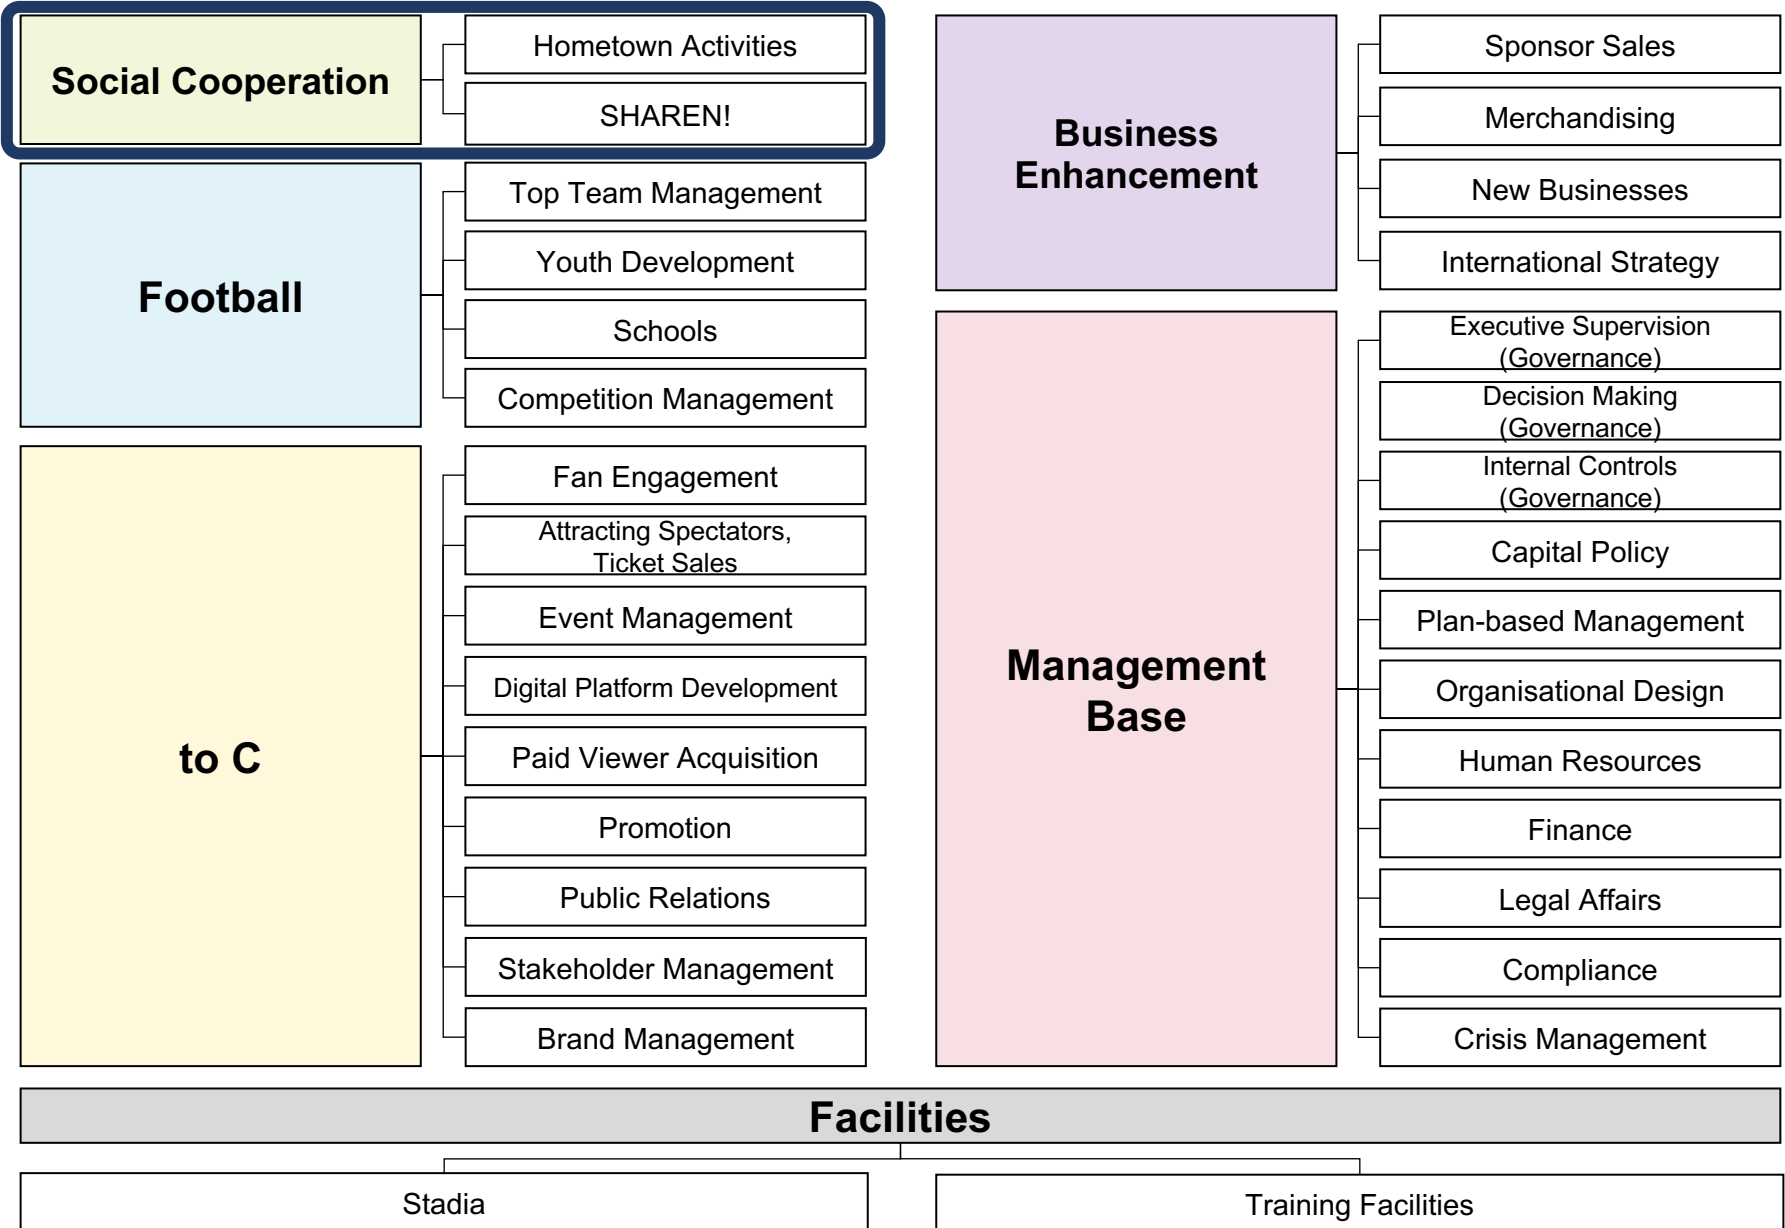 Social Cooperation
Hometown Activities
SHAREN!
Football
Top Team Management
Youth Development
Schools
Competition Management
to C
Fan Engagement
Attracting Spectators,
Ticket Sales
Event Management
Digital Platform Development
Paid Viewer Acquisition
Promotion
Public Relations
Stakeholder Management
Brand Management
Business
Enhancement
Sponsor Sales
Merchandising
New Businesses
International Strategy
Management
Base
Executive Supervision
(Governance)
Decision Making
(Governance)
Internal Controls
(Governance)
Capital Policy
Plan-based Management
Organisational Design
Human Resources
Finance
Legal Affairs
Compliance
Crisis Management
Facilities
Stadia
Training Facilities